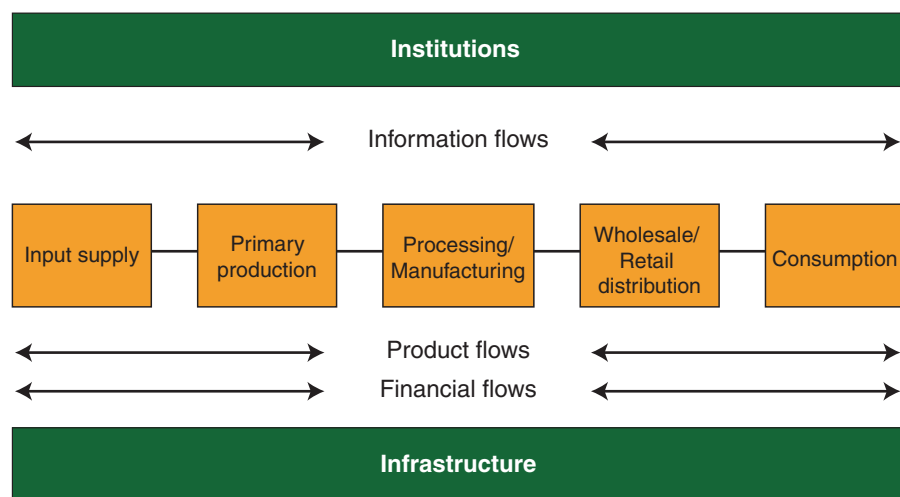 Institutions
Information flows
Input supply
Primary
production
Processing/
Manufacturing
Wholesale/
Retail
distribution
Consumption
Product flows
Financial flows
Infrastructure